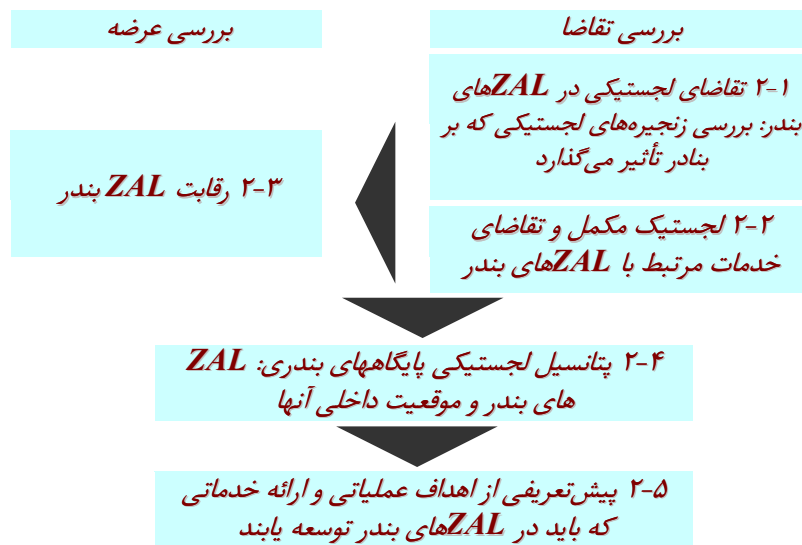 بررسی تقاضا
بررسی عرضه
۲-۱ تقاضای لجستیکی در ZALهای
بندر: بررسی زنجیره‌های لجستیکی که بر
بنادر تأثیر می‌گذارد
۲-۲ لجستیک مکمل و تقاضای
خدمات مرتبط با ZALهای بندر
۲-۳ رقابت ZAL بندر
۲-۴ پتانسیل لجستیکی پایگاههای بندری: ZAL
های بندر و موقعیت داخلی آنها
۲-۵ پیش‌تعریفی از اهداف عملیاتی و ارائه خدماتی
که باید در ZALهای بندر توسعه یابند